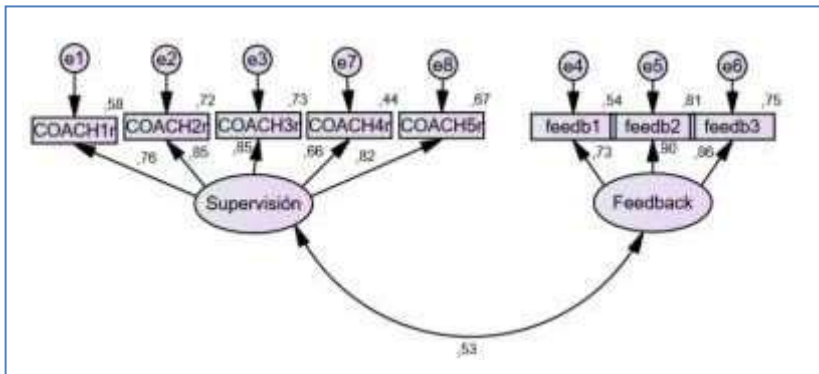 e1 e2 e3 e7 e8 e4 e5 e6
,58 ,72 ,73 ,44 ,67 ,54 ,81 ,75
COACH1r COACH2r COACH3r COACH4r COACH5r feedb1 feedb2 feedb3
,76 ,85 ,85 ,66 ,82 ,73 ,90 ,86
Supervisión Feedback
,53